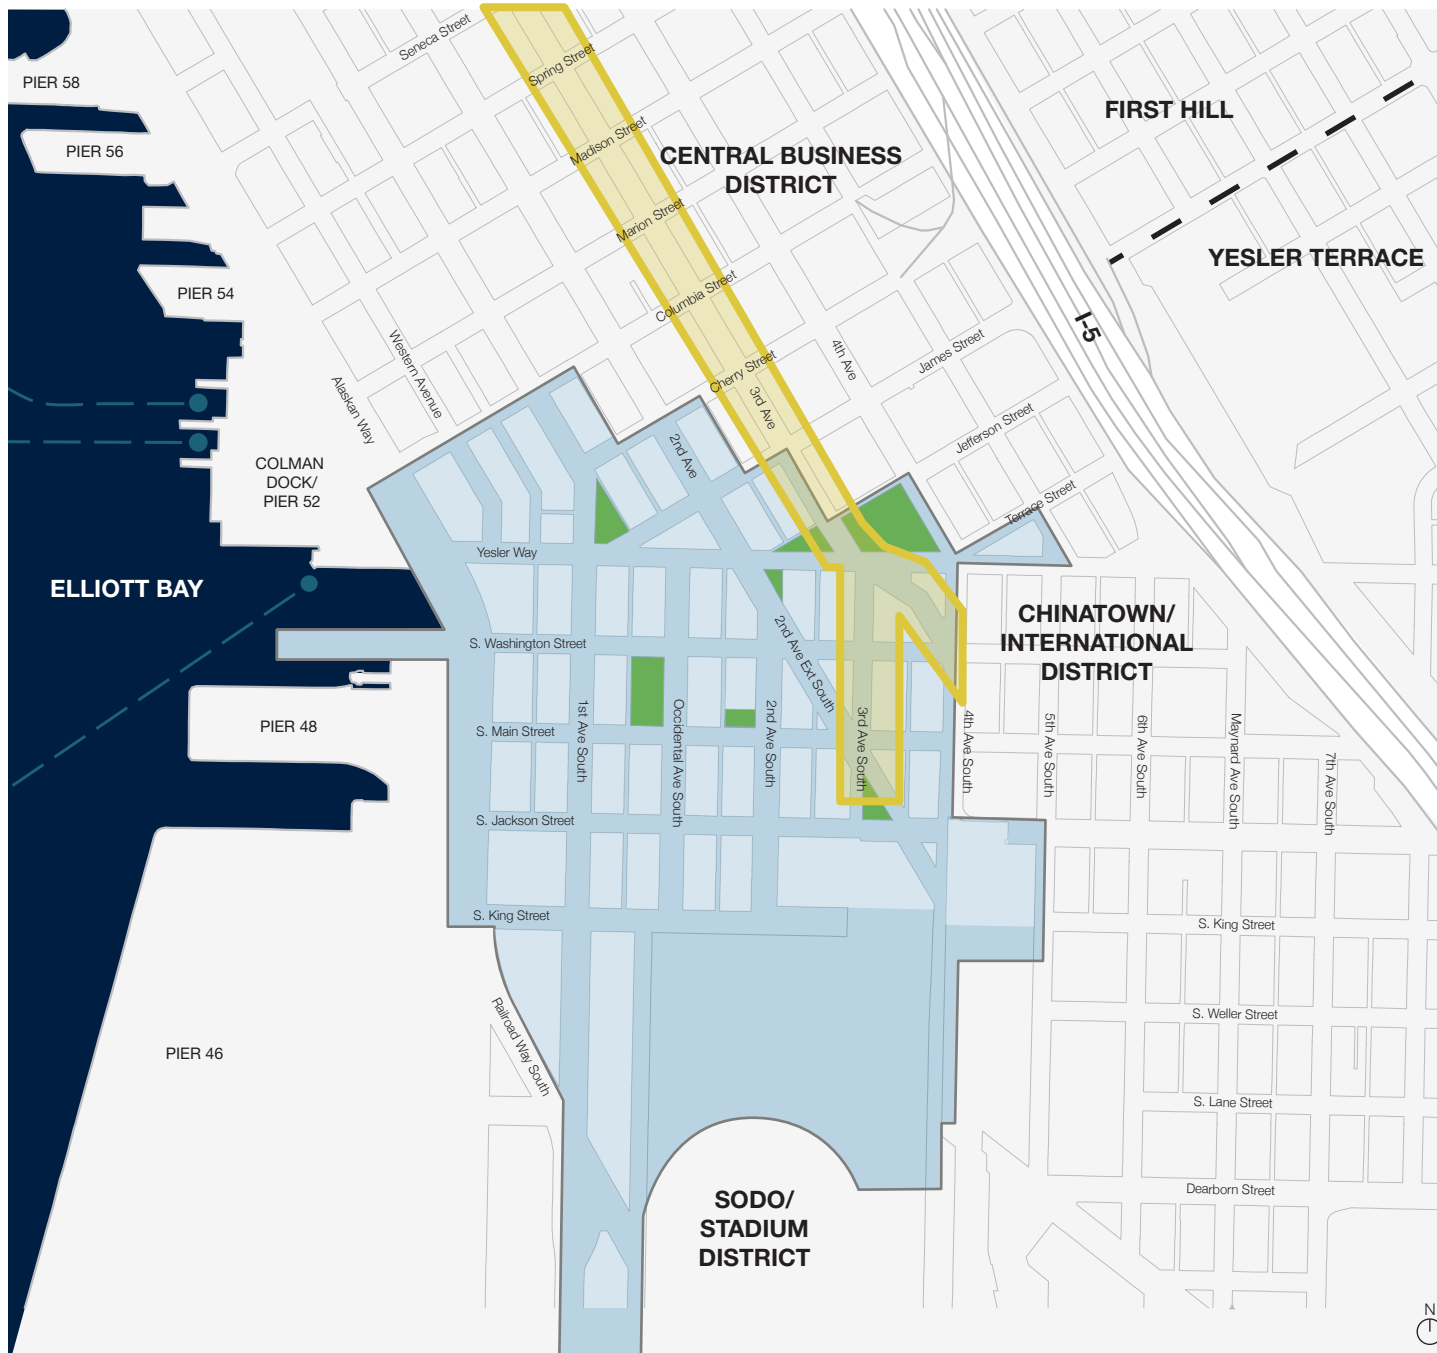 Seneca Street
Spring Street
PIER 58
FIRST HILL
Madison Street
PIER 56
CENTRAL BUSINESS
DISTRICT
Marion Street
YESLER TERRACE
PIER 54
Columbia Street
I-5
Western Avenue
Alaskan Way
4th Ave
James Street
Cherry Street
3rd Ave
2nd Ave
Jefferson Street
COLMAN
DOCK/
PIER 52
Terrace Street
Yesler Way
ELLIOTT BAY
CHINATOWN/
INTERNATIONAL
DISTRICT
S. Washington Street
2nd Ave Ext South
PIER 48
S. Main Street
1st Ave South
Occidental Ave South
2nd Ave South
3rd Ave South
4th Ave South
5th Ave South
6th Ave South
Maynard Ave South
7th Ave South
S. Jackson Street
S. King Street
S. King Street
Railroad Way South
S. Weller Street
PIER 46
S. Lane Street
Dearborn Street
SODO/
STADIUM
DISTRICT
N